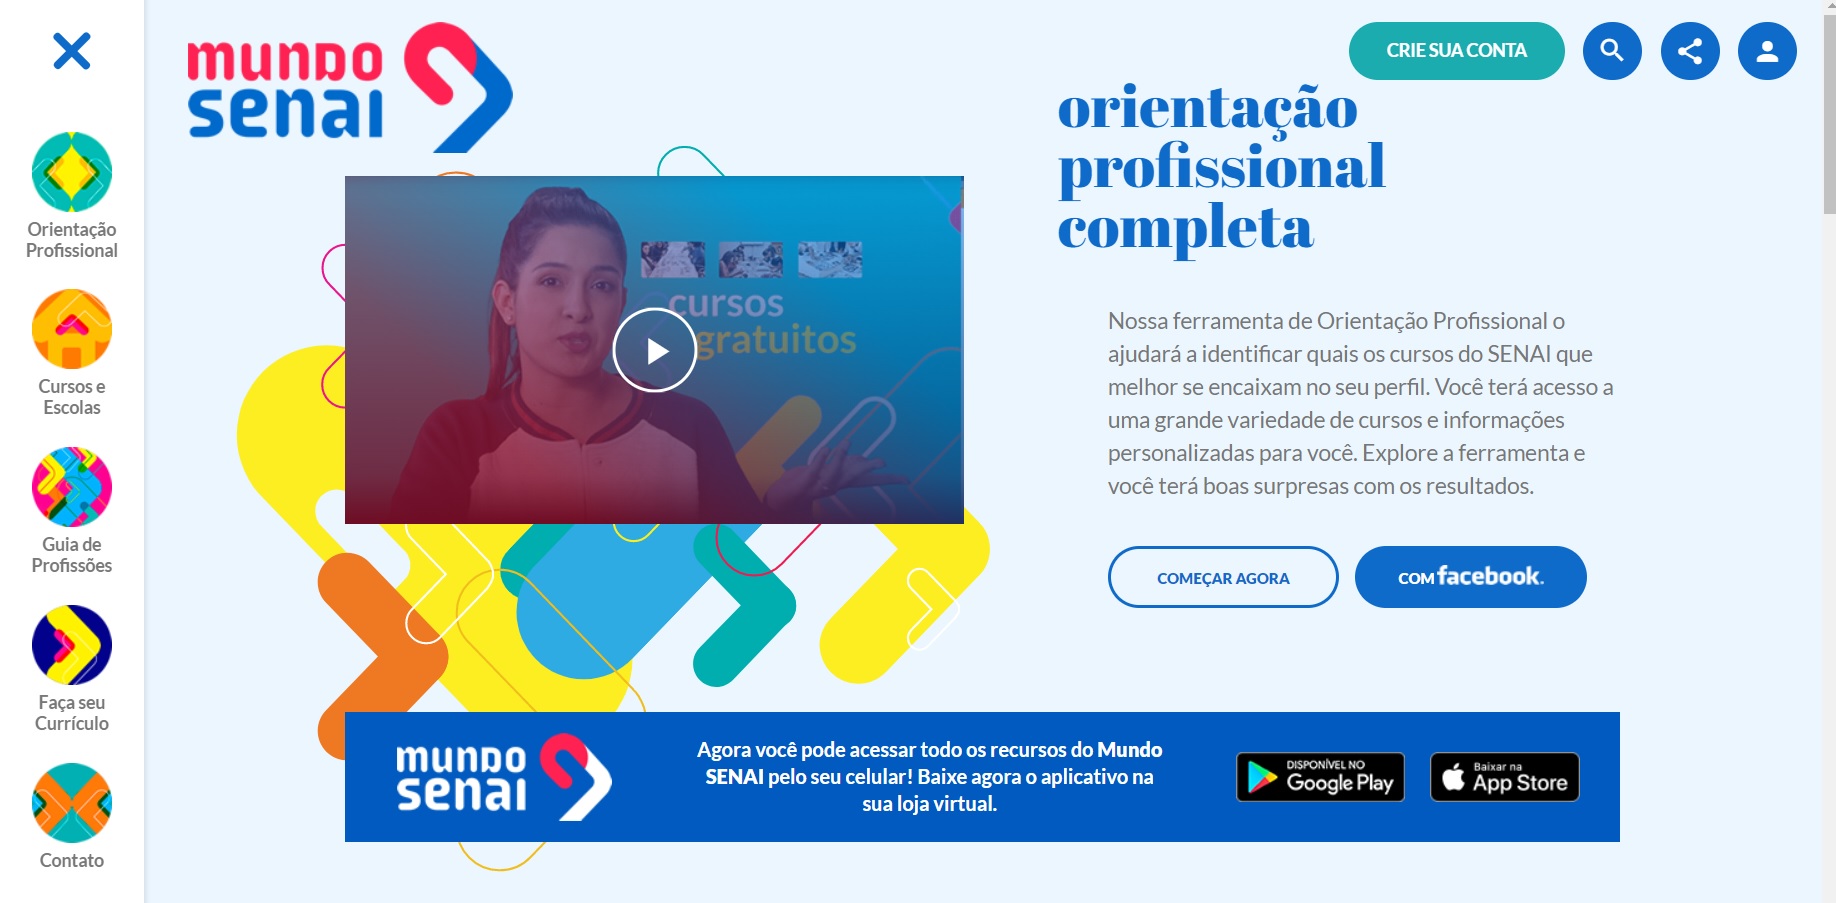 mundo
senai
CRIE SUA CONTA
Orientação
Profissional
Cursos e
Escolas
Guia de
Profissões
Faça seu
Currículo
Contato
cursos
gratuitos
orientação
profissional
completa
Nossa ferramenta de Orientação Profissional o
ajudará a identificar quais os cursos do SENAI que
melhor se encaixam no seu perfil. Você terá acesso a
uma grande variedade de cursos e informações
personalizadas para você. Explore a ferramenta e
você terá boas surpresas com os resultados.
COMEÇAR AGORA
COM facebook.
mundo
senai
Agora você pode acessar todo os recursos do Mundo
SENAI pelo seu celular! Baixe agora o aplicativo na
sua loja virtual.
DISPONÍVEL NO
Google Play
Baixar na
App Store